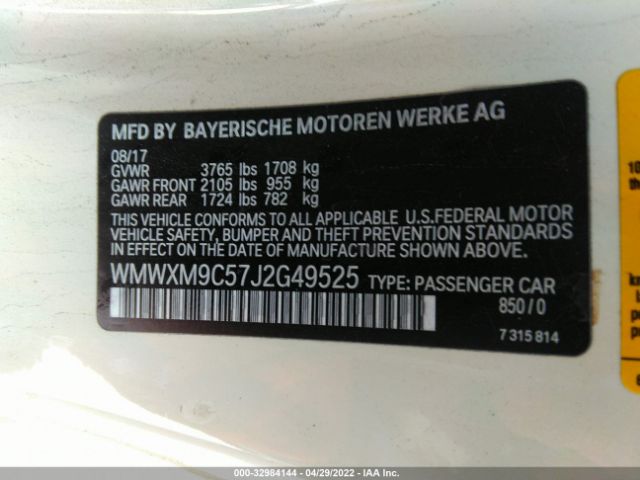 MFD BY BAYERISCHE MOTOREN WERKE AG
08/17
GVWR 3765 lbs 1708 kg
GAWR FRONT 2105 lbs 955 kg
GAWR REAR 1724 lbs 782 kg
THIS VEHICLE CONFORMS TO ALL APPLICABLE U.S.FEDERAL MOTOR
VEHICLE SAFETY, BUMPER AND THEFT PREVENTION STANDARDS
IN EFFECT ON THE DATE OF MANUFACTURE SHOWN ABOVE.
WMWXM9C57J2G49525 TYPE: PASSENGER CAR
850/0
7 315 814
000-32984144 - 04/29/2022 - IAA Inc.